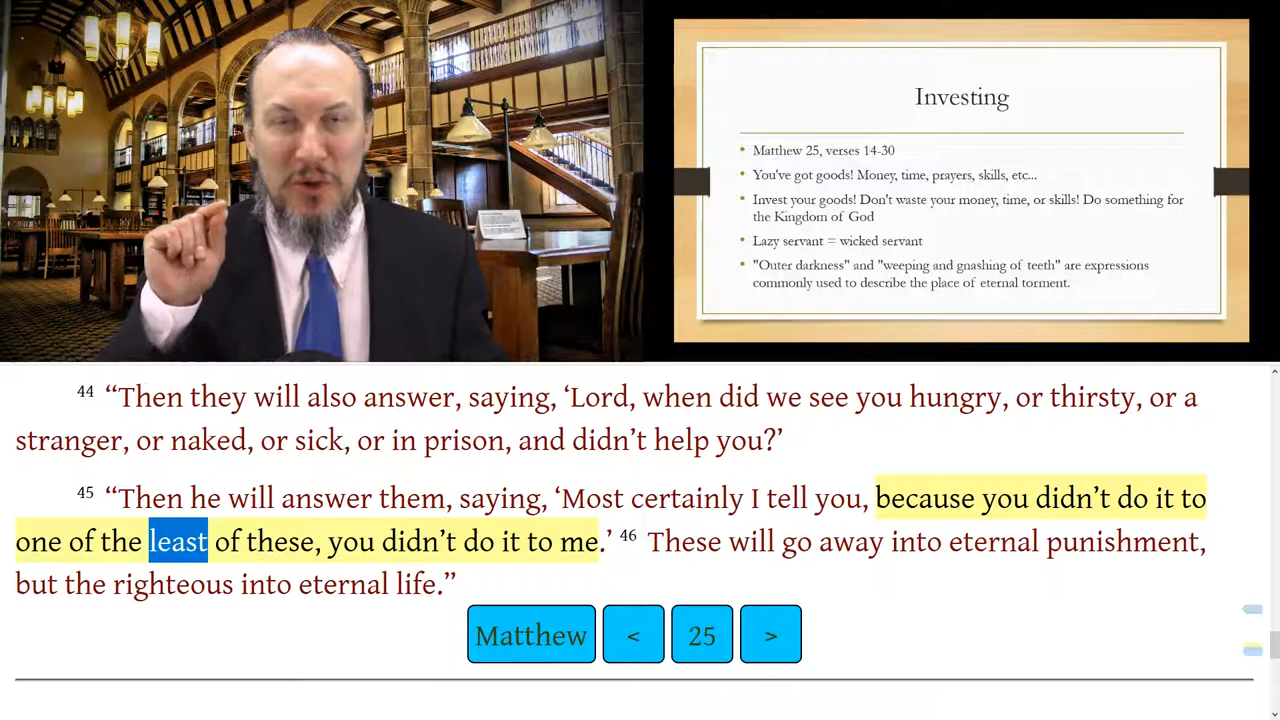 Investing
• Matthew 25, verses 14-30
• You've got goods! Money, time, prayers, skills, etc...
• Invest your goods! Don't waste your money, time, or skills! Do something for
the Kingdom of God
• Lazy servant = wicked servant
• "Outer darkness" and "weeping and gnashing of teeth" are expressions
commonly used to describe the place of eternal torment.
44 “Then they will also answer, saying, ‘Lord, when did we see you hungry, or thirsty, or a
stranger, or naked, or sick, or in prison, and didn’t help you?’
45 “Then he will answer them, saying, ‘Most certainly I tell you, because you didn’t do it to
one of the least of these, you didn’t do it to me.’ 46 These will go away into eternal punishment,
but the righteous into eternal life.”
Matthew < 25 >